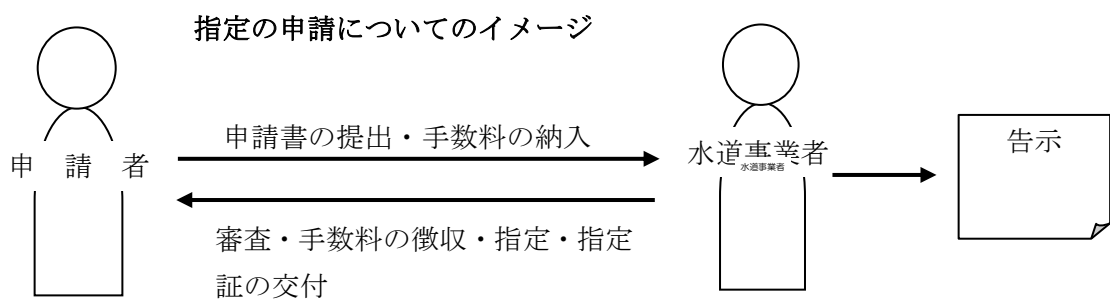 指定の申請についてのイメージ
申請書の提出・手数料の納入
申　請　者
水道事業者
水道事業者
告示
審査・手数料の徴収・指定・指定
証の交付